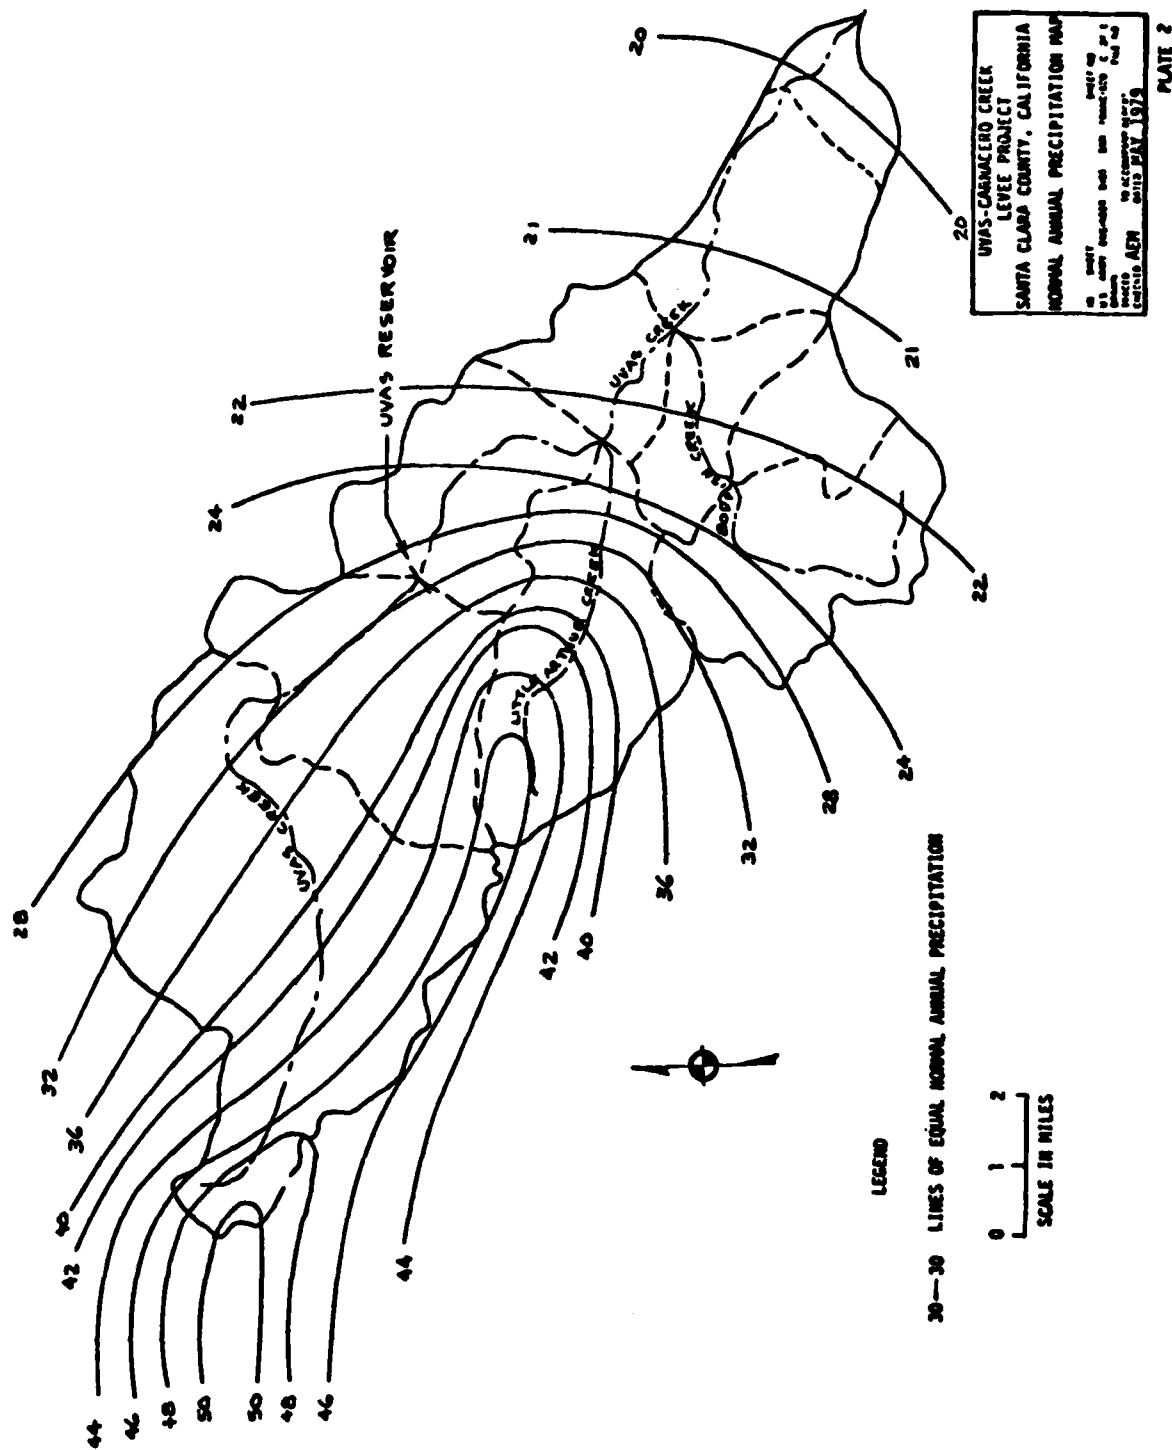 20
20
21
21
22
22
24
24
28
28
32
32
36
36
40
40
42
42
44
44
46
46
48
48
50
50
UVAS RESERVOIR
UVAS CREEK
UVAS CREEK
LITTLE ARTHUR CREEK
CREEK
LEGEND
30—30 LINES OF EQUAL NORMAL ANNUAL PRECIPITATION
0 1 2
SCALE IN MILES
UVAS-CARNADERO CREEK
LEVEE PROJECT
SANTA CLARA COUNTY, CALIFORNIA
NORMAL ANNUAL PRECIPITATION MAP
AEM
MAY 1979
PLATE 2